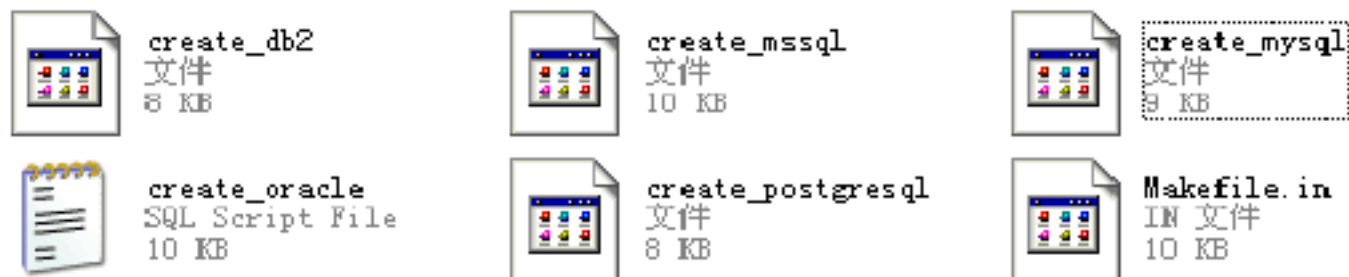 create_db2
文件
8 KB
create_mssql
文件
10 KB
create_mysql
文件
9 KB
create_oracle
SQL Script File
10 KB
create_postgresql
文件
8 KB
Makefile.in
IN 文件
10 KB